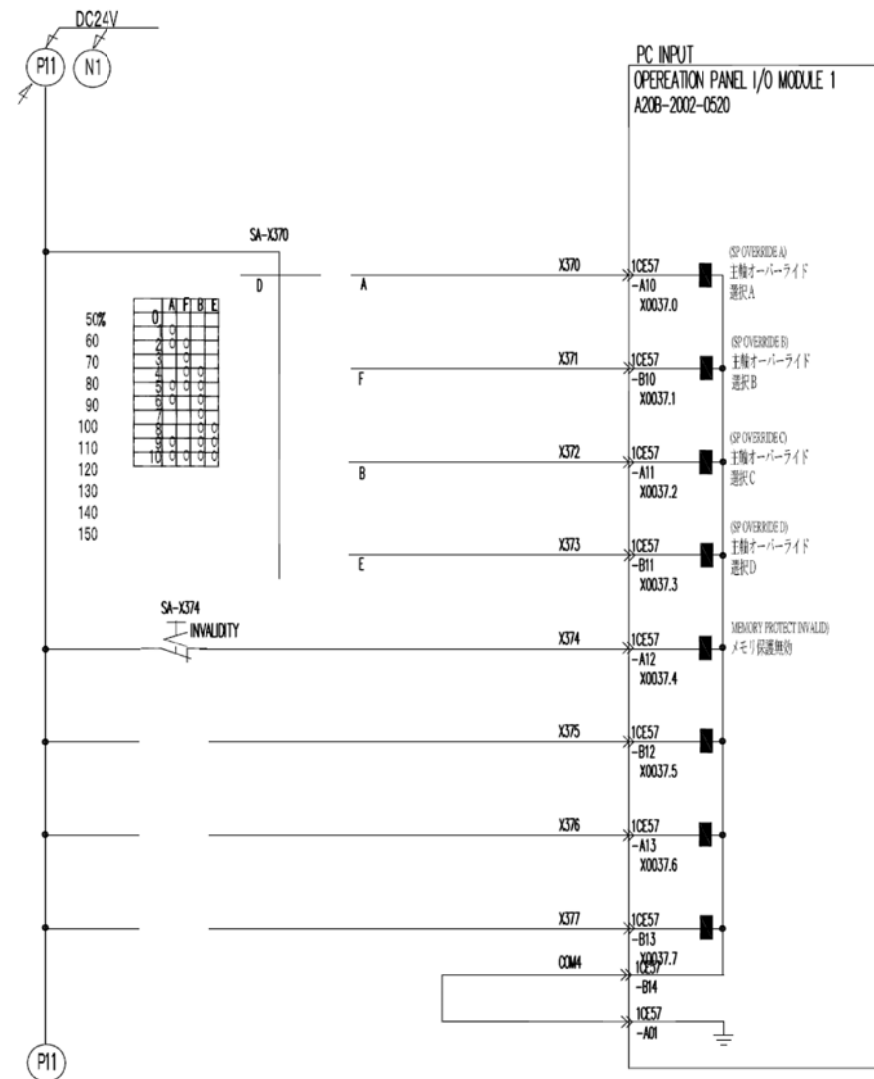 DC24V
P11
N1
PC INPUT
OPEREATION PANEL I/O MODULE 1
A20B-2002-0520
SA-X370
D
A
X370
1CE57
-A10
X0037.0
(SP OVERRIDE A)
主軸オーバーライド
選択A
A F B E
50% 0
60 1 O
70 2 O O
80 3 O
90 4 O O
100 5 O O O
110 6 O O
120 7 O
130 8 O O
140 9 O O O
150 10 O O O O
F
X371
1CE57
-B10
X0037.1
(SP OVERRIDE B)
主軸オーバーライド
選択B
B
X372
1CE57
-A11
X0037.2
(SP OVERRIDE C)
主軸オーバーライド
選択C
E
X373
1CE57
-B11
X0037.3
(SP OVERRIDE D)
主軸オーバーライド
選択D
SA-X374
INVALIDITY
X374
1CE57
-A12
X0037.4
MEMORY PROTECT INVALID)
メモリ保護無効
X375
1CE57
-B12
X0037.5
X376
1CE57
-A13
X0037.6
X377
1CE57
-B13
X0037.7
COM4
1CE57
-B14
1CE57
-A01
P11